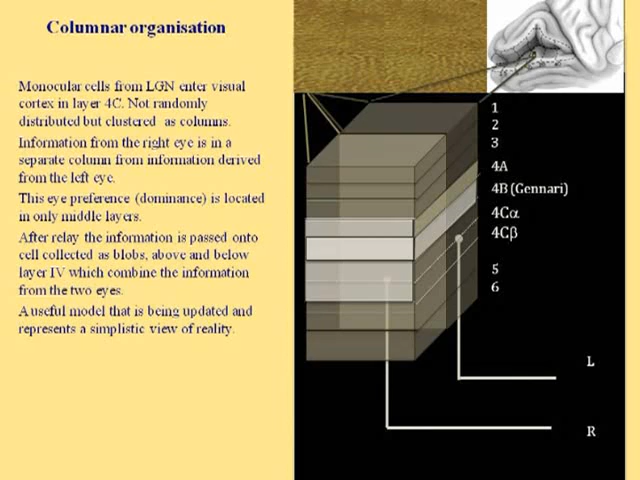 Columnar organisation
Monocular cells from LGN enter visual
cortex in layer 4C. Not randomly
distributed but clustered as columns.
Information from the right eye is in a
separate column from information derived
from the left eye.
This eye preference (dominance) is located
in only middle layers.
After relay the information is passed onto
cell collected as blobs, above and below
layer IV which combine the information
from the two eyes.
A useful model that is being updated and
represents a simplistic view of reality.
1
2
3
4A
4B (Gennari)
4Cα
4Cβ
5
6
L
R